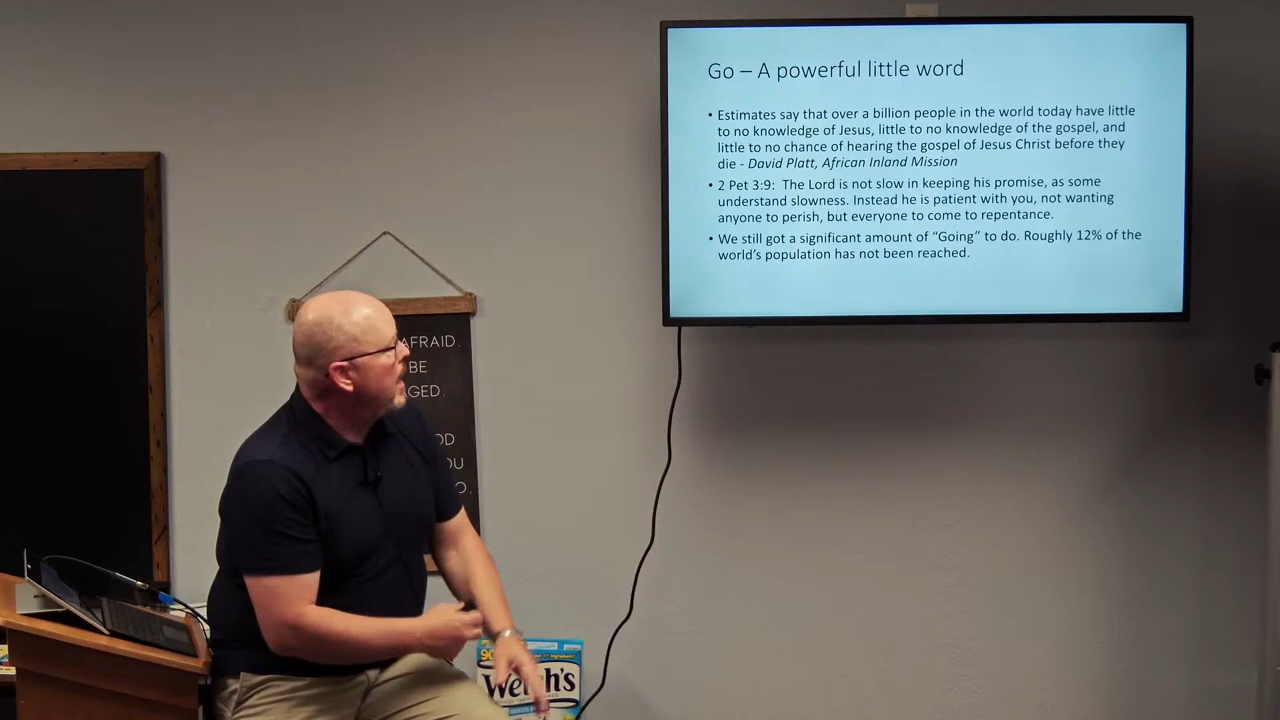 Go – A powerful little word
• Estimates say that over a billion people in the world today have little
to no knowledge of Jesus, little to no knowledge of the gospel, and
little to no chance of hearing the gospel of Jesus Christ before they
die - David Platt, African Inland Mission
• 2 Pet 3:9:  The Lord is not slow in keeping his promise, as some
understand slowness. Instead he is patient with you, not wanting
anyone to perish, but everyone to come to repentance.
• We still got a significant amount of “Going” to do. Roughly 12% of the
world’s population has not been reached.
AFRAID.
BE
AGED.
OD
OU
O.
90
our 1st Ingredient!
Welch's